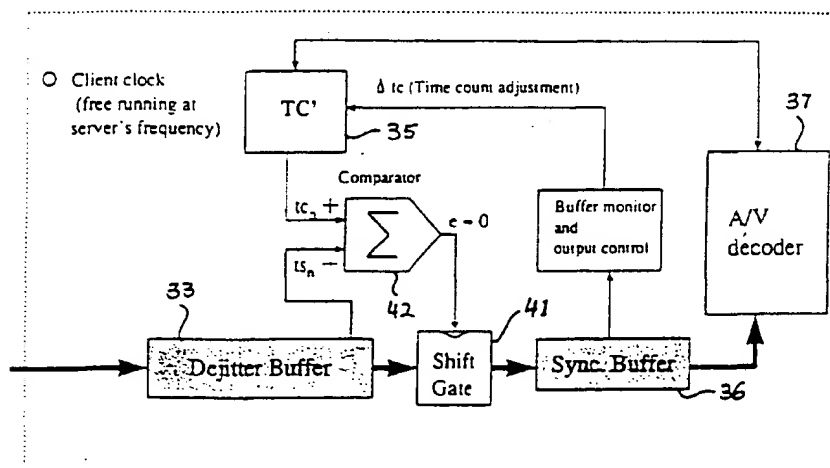 Client clock
(free running at
server's frequency)
TC'
35
Δ tc (Time count adjustment)
37
Comparator
tcₙ +
Σ
e = 0
tsₙ −
42
Buffer monitor
and
output control
A/V
decoder
33
Dejitter Buffer
41
Shift
Gate
Sync. Buffer
36